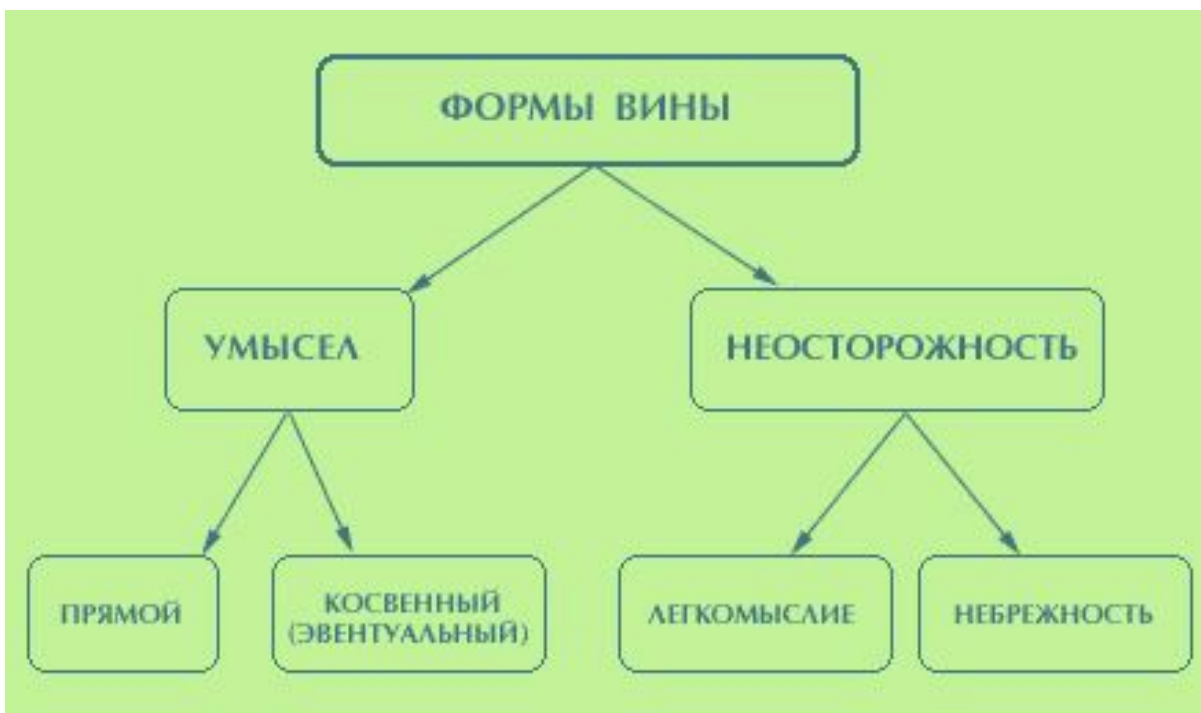 ФОРМЫ ВИНЫ
УМЫСЕЛ
НЕОСТОРОЖНОСТЬ
ПРЯМОЙ
КОСВЕННЫЙ
(ЭВЕНТУАЛЬНЫЙ)
ЛЕГКОМЫСЛИЕ
НЕБРЕЖНОСТЬ